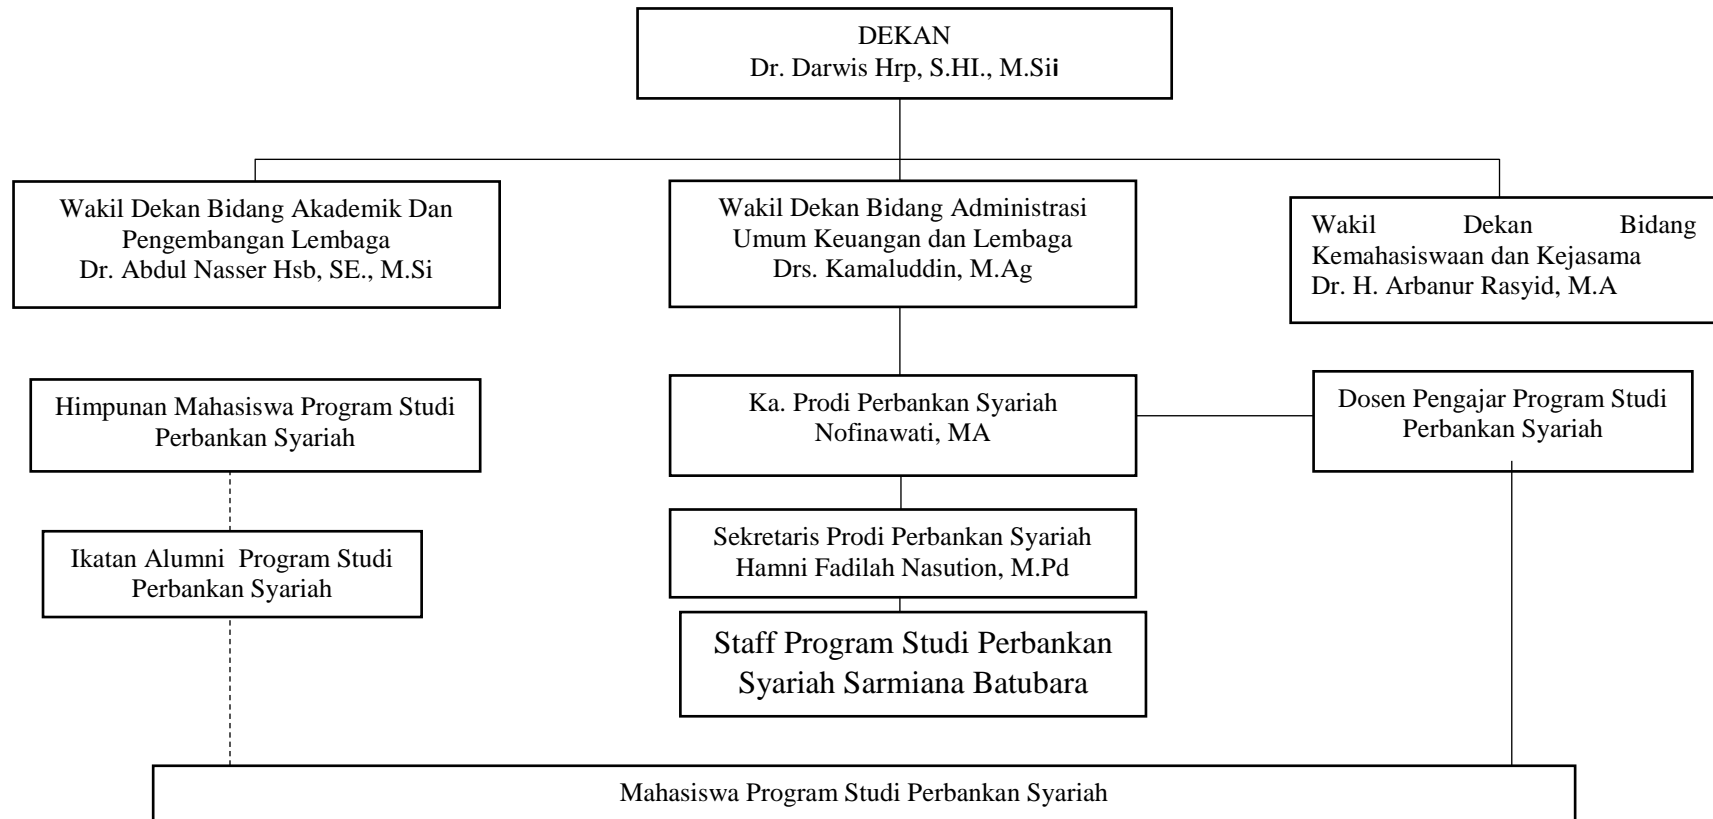 DEKAN
Dr. Darwis Hrp, S.HI., M.Sii
Wakil Dekan Bidang Akademik Dan
Pengembangan Lembaga
Dr. Abdul Nasser Hsb, SE., M.Si
Wakil Dekan Bidang Administrasi
Umum Keuangan dan Lembaga
Drs. Kamaluddin, M.Ag
Wakil Dekan Bidang
Kemahasiswaan dan Kejasama
Dr. H. Arbanur Rasyid, M.A
Himpunan Mahasiswa Program Studi
Perbankan Syariah
Ka. Prodi Perbankan Syariah
Nofinawati, MA
Dosen Pengajar Program Studi
Perbankan Syariah
Ikatan Alumni Program Studi
Perbankan Syariah
Sekretaris Prodi Perbankan Syariah
Hamni Fadilah Nasution, M.Pd
Staff Program Studi Perbankan
Syariah Sarmiana Batubara
Mahasiswa Program Studi Perbankan Syariah